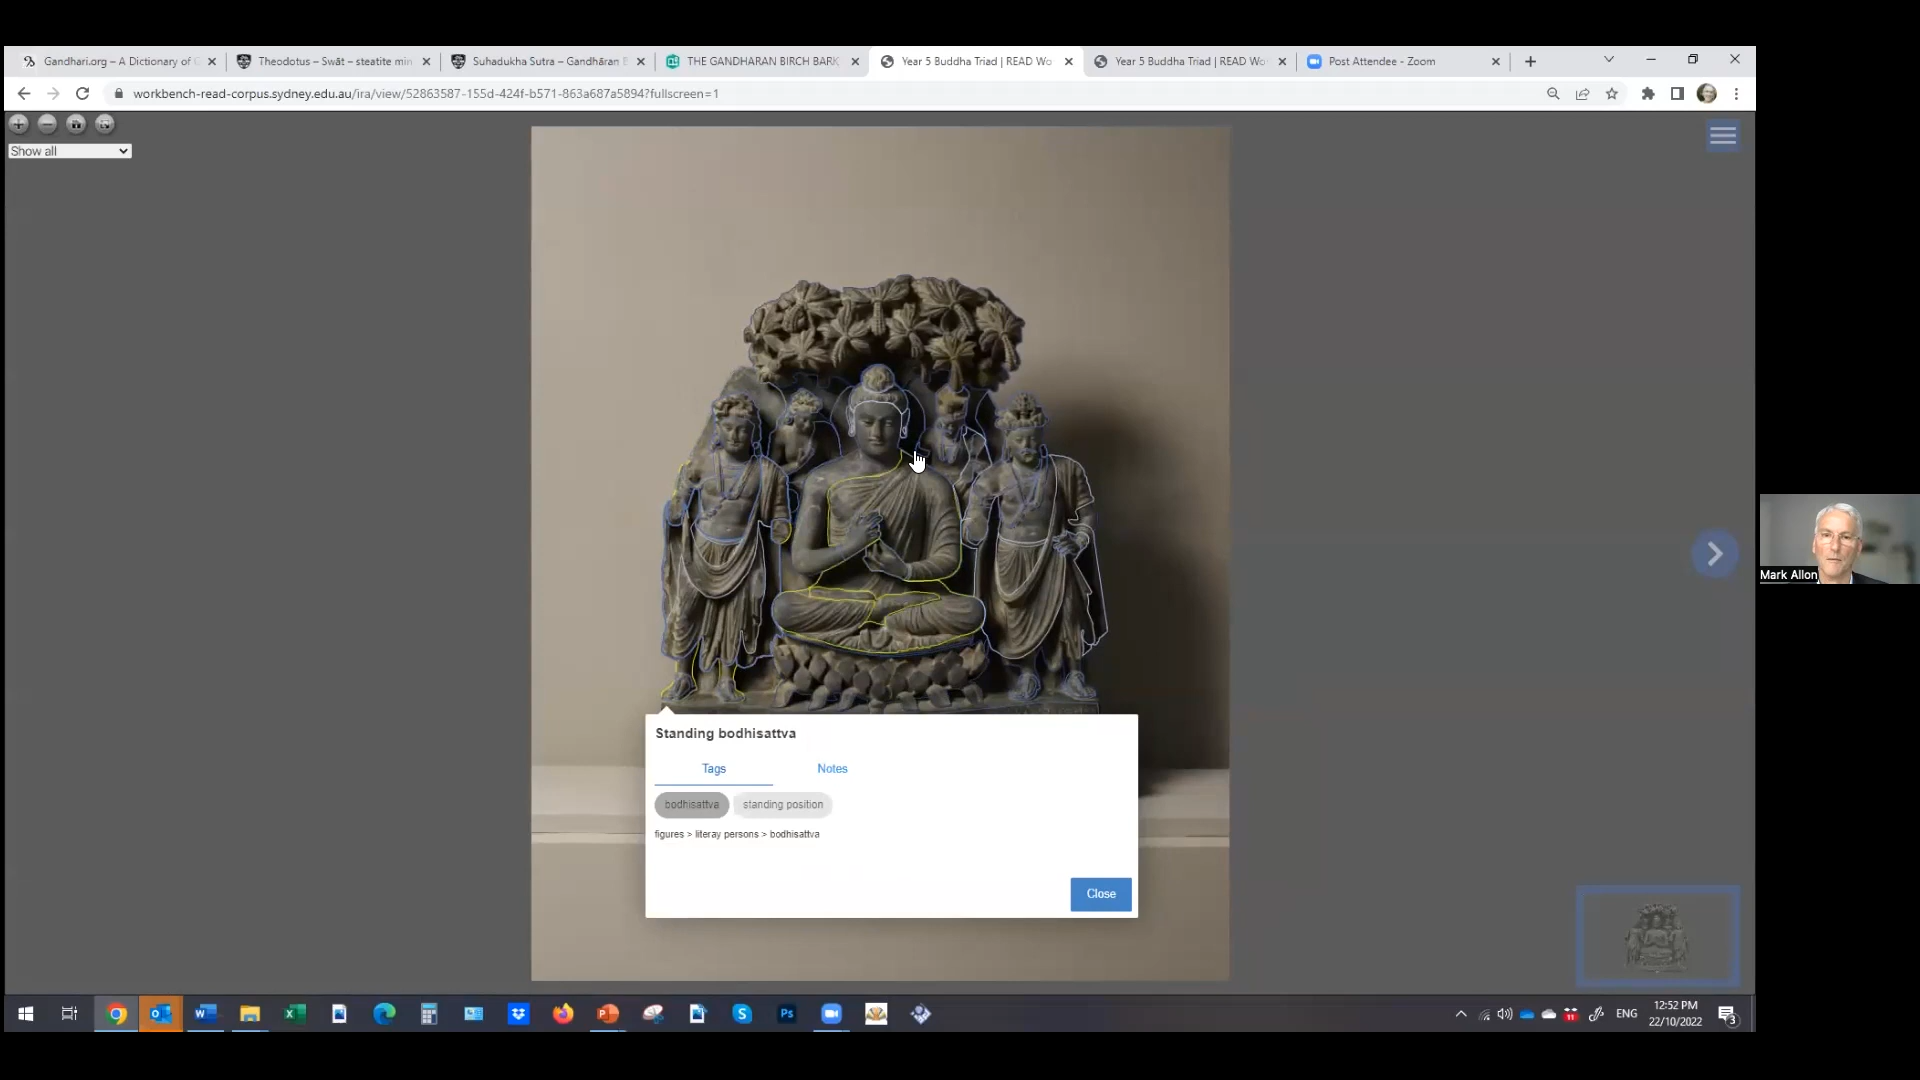 Gandhari.org – A Dictionary of G
Theodotus – Swāt – steatite min
Suhadukha Sutra – Gandhāran B
THE GANDHARAN BIRCH BARK
Year 5 Buddha Triad | READ Wo
Year 5 Buddha Triad | READ Wor
Post Attendee - Zoom
workbench-read-corpus.sydney.edu.au/ira/view/52863587-155d-424f-b571-863a687a5894?fullscreen=1
Show all
Mark Allon
Standing bodhisattva
Tags
Notes
bodhisattva
standing position
figures > literay persons > bodhisattva
Close
11
ENG
12:52 PM
22/10/2022
3